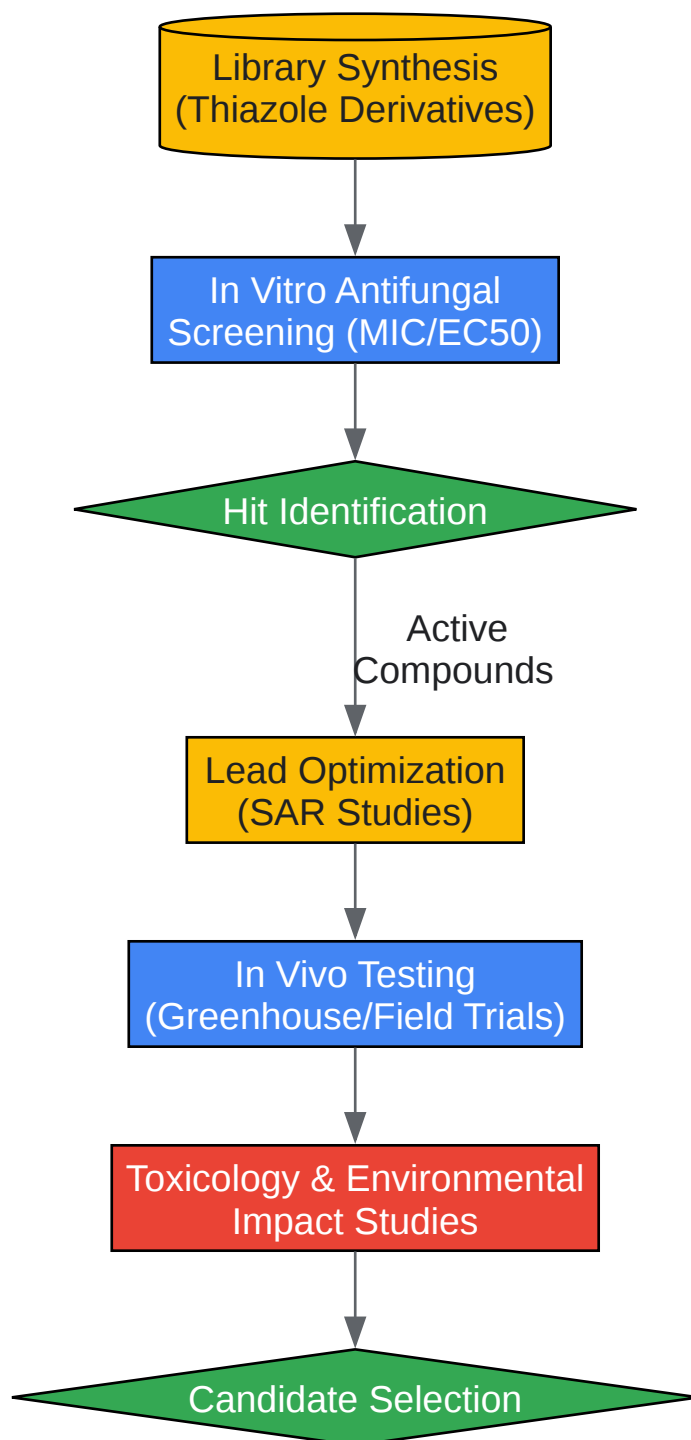 Library Synthesis
(Thiazole Derivatives)
In Vitro Antifungal
Screening (MIC/EC50)
Hit Identification
Active
Compounds
Lead Optimization
(SAR Studies)
In Vivo Testing
(Greenhouse/Field Trials)
Toxicology & Environmental
Impact Studies
Candidate Selection